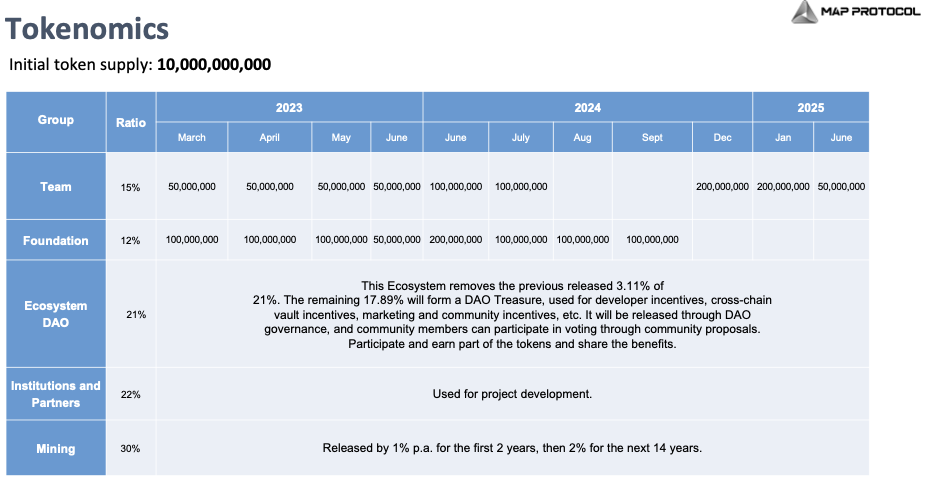 MAP PROTOCOL
Tokenomics
Initial token supply: 10,000,000,000
Group Ratio 2023 2024 2025
March April May June June July Aug Sept Dec Jan June
Team 15% 50,000,000 50,000,000 50,000,000 50,000,000 100,000,000 100,000,000 200,000,000 200,000,000 50,000,000
Foundation 12% 100,000,000 100,000,000 100,000,000 50,000,000 200,000,000 100,000,000 100,000,000 100,000,000
Ecosystem
DAO
21%
This Ecosystem removes the previous released 3.11% of
21%. The remaining 17.89% will form a DAO Treasure, used for developer incentives, cross-chain
vault incentives, marketing and community incentives, etc. It will be released through DAO
governance, and community members can participate in voting through community proposals.
Participate and earn part of the tokens and share the benefits.
Institutions and
Partners
22%
Used for project development.
Mining 30% Released by 1% p.a. for the first 2 years, then 2% for the next 14 years.